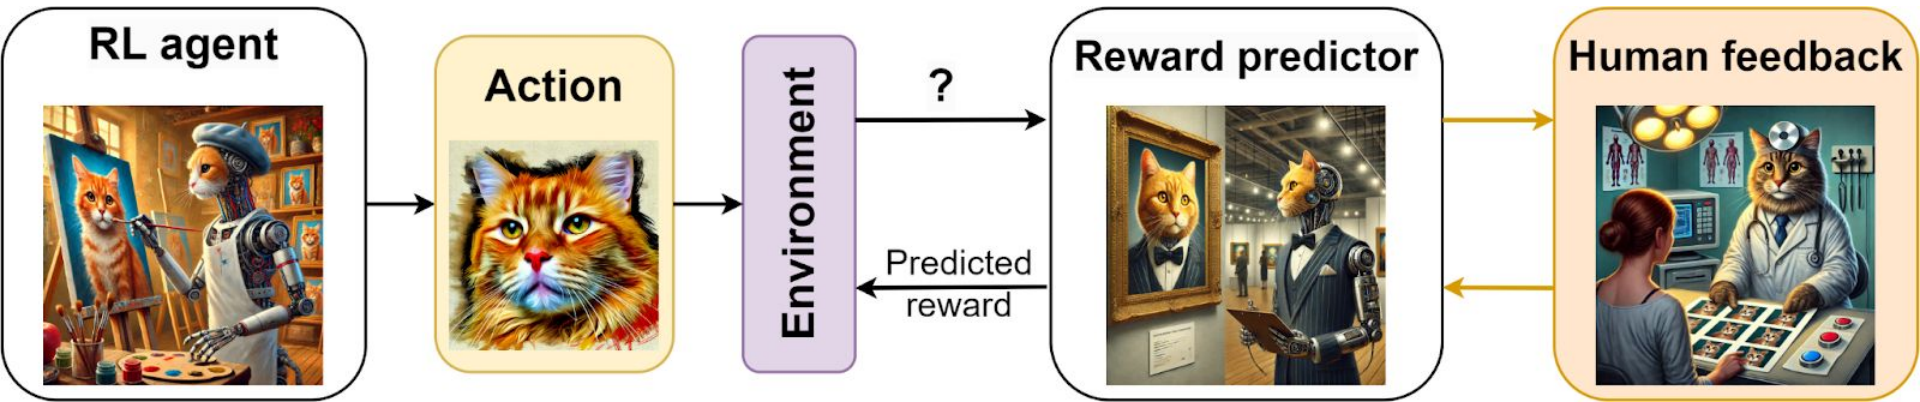 RL agent
Action
Environment
?
Predicted
reward
Reward predictor
Human feedback